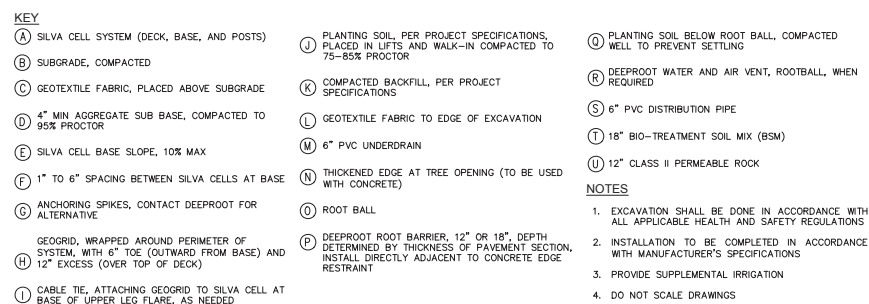 KEY
A SILVA CELL SYSTEM (DECK, BASE, AND POSTS)
B SUBGRADE, COMPACTED
C GEOTEXTILE FABRIC, PLACED ABOVE SUBGRADE
D 4" MIN AGGREGATE SUB BASE, COMPACTED TO
95% PROCTOR
E SILVA CELL BASE SLOPE, 10% MAX
F 1" TO 6" SPACING BETWEEN SILVA CELLS AT BASE
G ANCHORING SPIKES, CONTACT DEEPROOT FOR
ALTERNATIVE
H GEOGRID, WRAPPED AROUND PERIMETER OF
SYSTEM, WITH 6" TOE (OUTWARD FROM BASE) AND
12" EXCESS (OVER TOP OF DECK)
I CABLE TIE, ATTACHING GEOGRID TO SILVA CELL AT
BASE OF UPPER LEG FLARE, AS NEEDED
J PLANTING SOIL, PER PROJECT SPECIFICATIONS,
PLACED IN LIFTS AND WALK-IN COMPACTED TO
75-85% PROCTOR
K COMPACTED BACKFILL, PER PROJECT
SPECIFICATIONS
L GEOTEXTILE FABRIC TO EDGE OF EXCAVATION
M 6" PVC UNDERDRAIN
N THICKENED EDGE AT TREE OPENING (TO BE USED
WITH CONCRETE)
O ROOT BALL
P DEEPROOT ROOT BARRIER, 12" OR 18", DEPTH
DETERMINED BY THICKNESS OF PAVEMENT SECTION,
INSTALL DIRECTLY ADJACENT TO CONCRETE EDGE
RESTRAINT
Q PLANTING SOIL BELOW ROOT BALL, COMPACTED
WELL TO PREVENT SETTLING
R DEEPROOT WATER AND AIR VENT, ROOTBALL, WHEN
REQUIRED
S 6" PVC DISTRIBUTION PIPE
T 18" BIO-TREATMENT SOIL MIX (BSM)
U 12" CLASS II PERMEABLE ROCK
NOTES
1. EXCAVATION SHALL BE DONE IN ACCORDANCE WITH
ALL APPLICABLE HEALTH AND SAFETY REGULATIONS
2. INSTALLATION TO BE COMPLETED IN ACCORDANCE
WITH MANUFACTURER'S SPECIFICATIONS
3. PROVIDE SUPPLEMENTAL IRRIGATION
4. DO NOT SCALE DRAWINGS